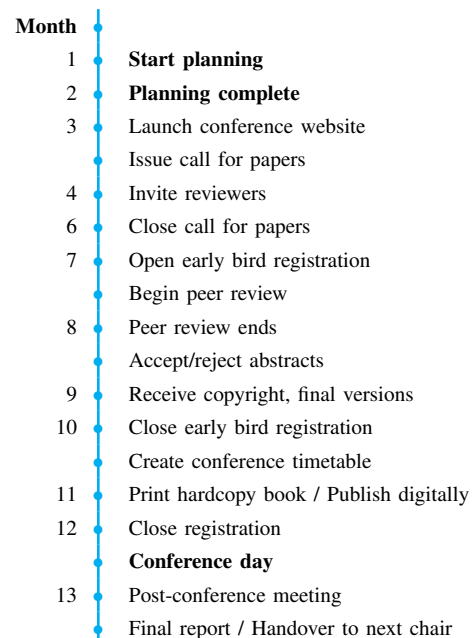 Month
1 Start planning
2 Planning complete
3 Launch conference website
Issue call for papers
4 Invite reviewers
6 Close call for papers
7 Open early bird registration
Begin peer review
8 Peer review ends
Accept/reject abstracts
9 Receive copyright, final versions
10 Close early bird registration
Create conference timetable
11 Print hardcopy book / Publish digitally
12 Close registration
Conference day
13 Post-conference meeting
Final report / Handover to next chair